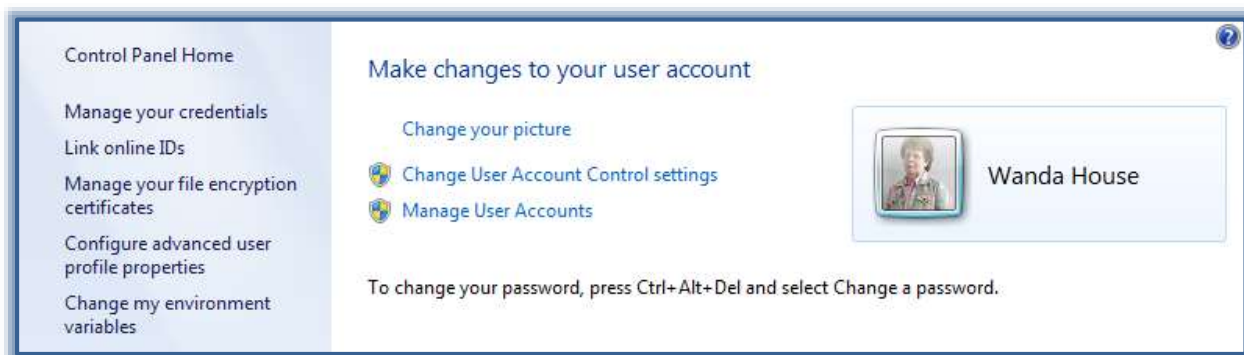 Control Panel Home
Manage your credentials
Link online IDs
Manage your file encryption
certificates
Configure advanced user
profile properties
Change my environment
variables
Make changes to your user account
Change your picture
Change User Account Control settings
Manage User Accounts
Wanda House
To change your password, press Ctrl+Alt+Del and select Change a password.
?